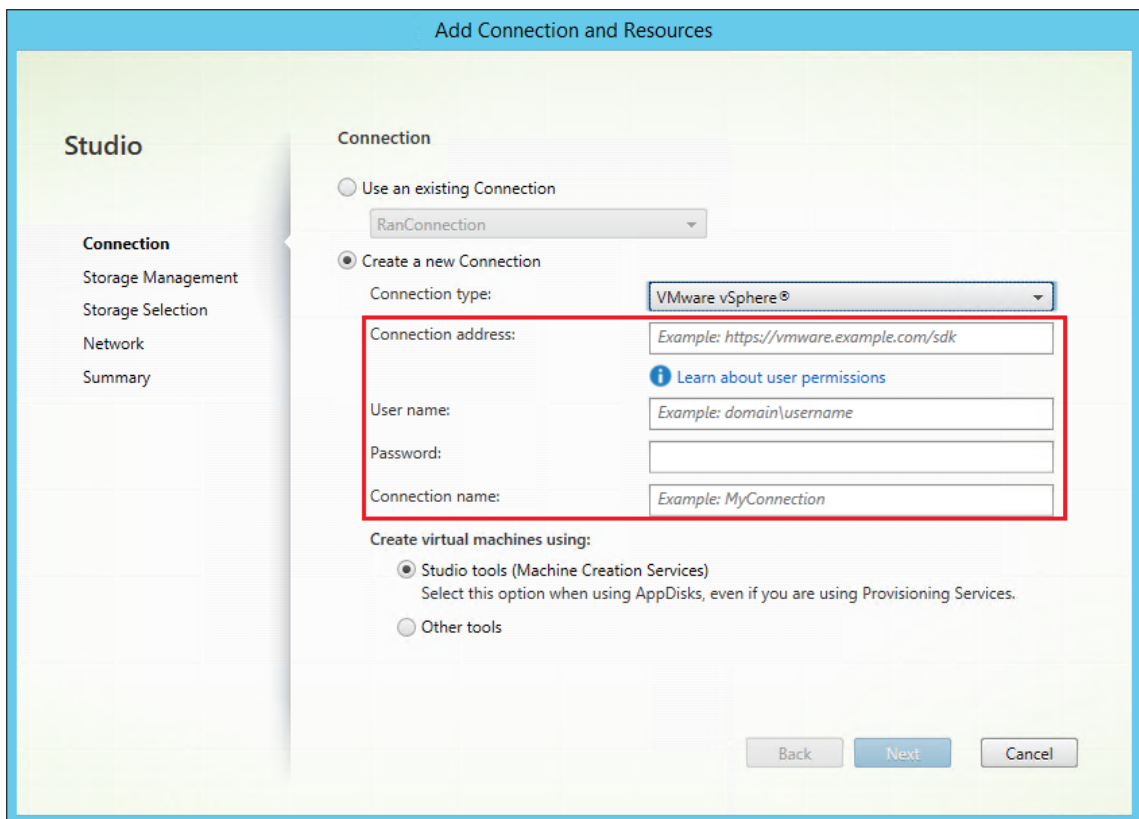 Add Connection and Resources
Studio
Connection
Storage Management
Storage Selection
Network
Summary
Connection
Use an existing Connection
RanConnection
Create a new Connection
Connection type: VMware vSphere®
Connection address: Example: https://vmware.example.com/sdk
Learn about user permissions
User name: Example: domain\username
Password:
Connection name: Example: MyConnection
Create virtual machines using:
Studio tools (Machine Creation Services)
Select this option when using AppDisks, even if you are using Provisioning Services.
Other tools
Back Next Cancel